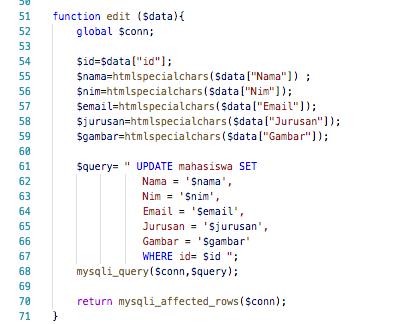 50
51 function edit ($data){
52 global $conn;
53
54 $id=$data["id"];
55 $nama=htmlspecialchars($data["Nama"]) ;
56 $nim=htmlspecialchars($data["Nim"]);
57 $email=htmlspecialchars($data["Email"]);
58 $jurusan=htmlspecialchars($data["Jurusan"]);
59 $gambar=htmlspecialchars($data["Gambar"]);
60
61 $query= " UPDATE mahasiswa SET
62 Nama = '$nama',
63 Nim = '$nim',
64 Email = '$email',
65 Jurusan = '$jurusan',
66 Gambar = '$gambar'
67 WHERE id= $id ";
68 mysqli_query($conn,$query);
69
70 return mysqli_affected_rows($conn);
71 }